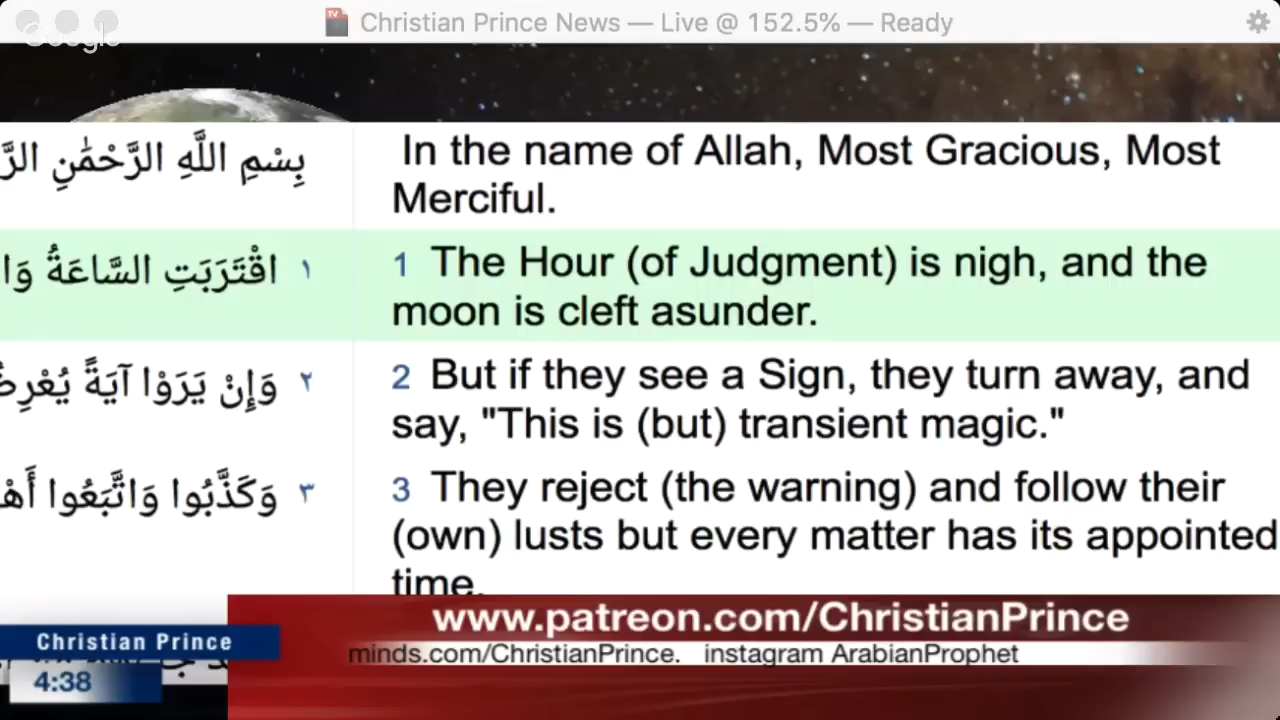 Christian Prince News — Live @ 152.5% — Ready
Google
بِسْمِ اللَّهِ الرَّحْمَٰنِ
In the name of Allah, Most Gracious, Most
Merciful.
١ اقْتَرَبَتِ السَّاعَةُ
1 The Hour (of Judgment) is nigh, and the
moon is cleft asunder.
٢ وَإِنْ يَرَوْا آيَةً
2 But if they see a Sign, they turn away, and
say, "This is (but) transient magic."
٣ وَكَذَّبُوا وَاتَّبَعُوا
3 They reject (the warning) and follow their
(own) lusts but every matter has its appointed
time.
www.patreon.com/ChristianPrince
Christian Prince
minds.com/ChristianPrince. instagram ArabianProphet
4:38